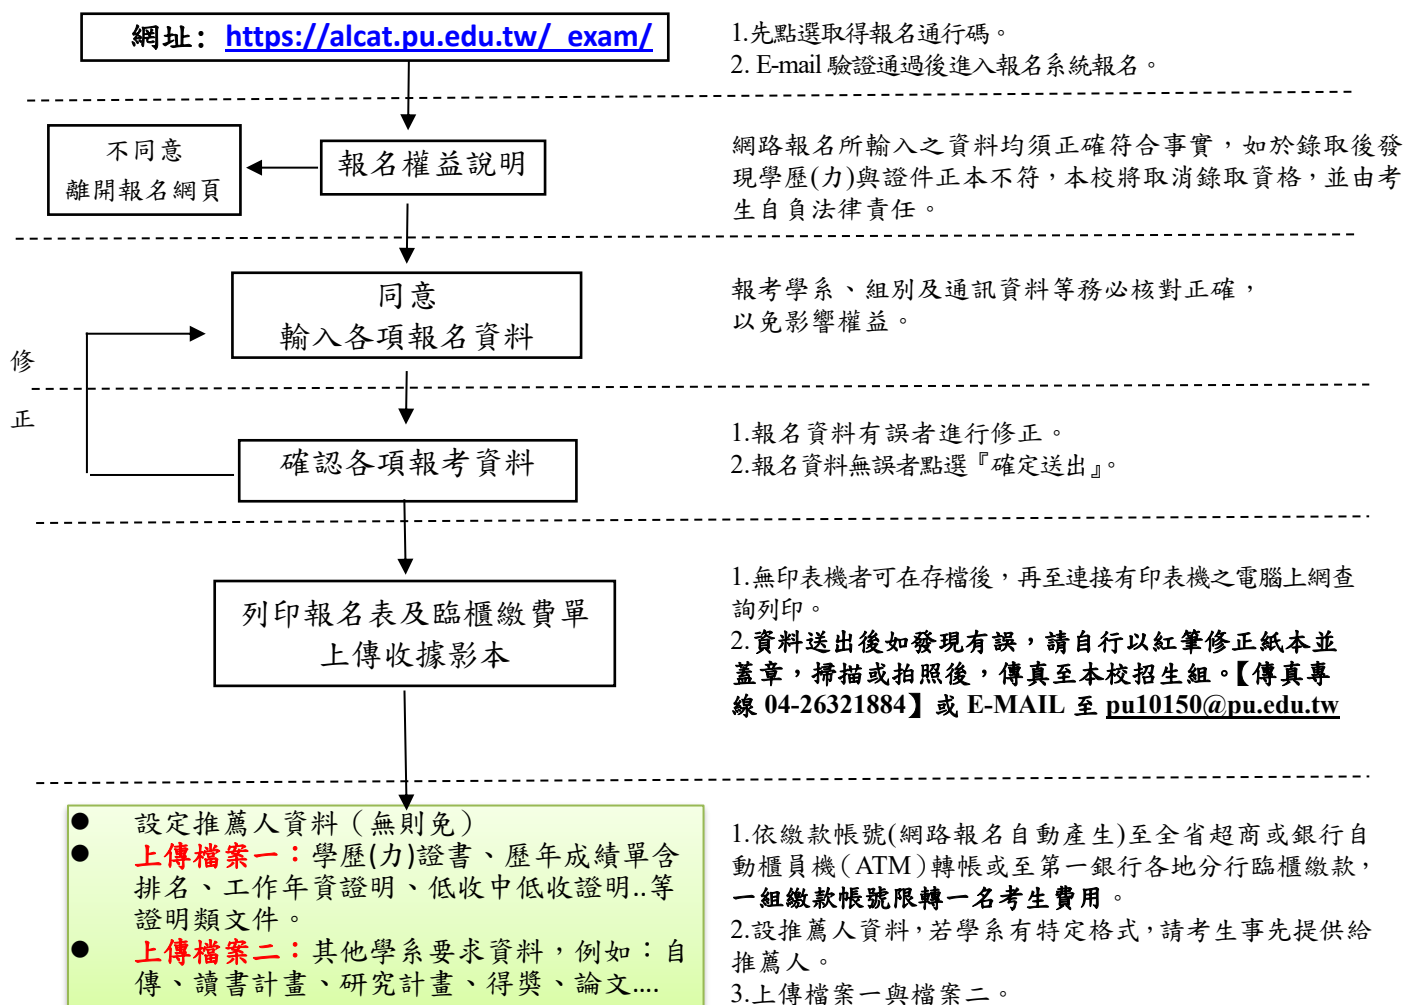 網址: https://alcat.pu.edu.tw/_exam/
1.先點選取得報名通行碼。
2. E-mail 驗證通過後進入報名系統報名。
不同意
離開報名網頁
報名權益說明
網路報名所輸入之資料均須正確符合事實，如於錄取後發
現學歷(力)與證件正本不符，本校將取消錄取資格，並由考
生自負法律責任。
同意
輸入各項報名資料
報考學系、組別及通訊資料等務必核對正確，
以免影響權益。
修
正
確認各項報考資料
1.報名資料有誤者進行修正。
2.報名資料無誤者點選『確定送出』。
列印報名表及臨櫃繳費單
上傳收據影本
1.無印表機者可在存檔後，再至連接有印表機之電腦上網查
詢列印。
2.資料送出後如發現有誤，請自行以紅筆修正紙本並
蓋章，掃描或拍照後，傳真至本校招生組。【傳真專
線 04-26321884】或 E-MAIL 至 pu10150@pu.edu.tw
● 設定推薦人資料（無則免）
● 上傳檔案一：學歷(力)證書、歷年成績單含
排名、工作年資證明、低收中低收證明..等
證明類文件。
● 上傳檔案二：其他學系要求資料，例如：自
傳、讀書計畫、研究計畫、得獎、論文....
1.依繳款帳號(網路報名自動產生)至全省超商或銀行自
動櫃員機（ATM）轉帳或至第一銀行各地分行臨櫃繳款，
一組繳款帳號限轉一名考生費用。
2.設推薦人資料，若學系有特定格式，請考生事先提供給
推薦人。
3.上傳檔案一與檔案二。